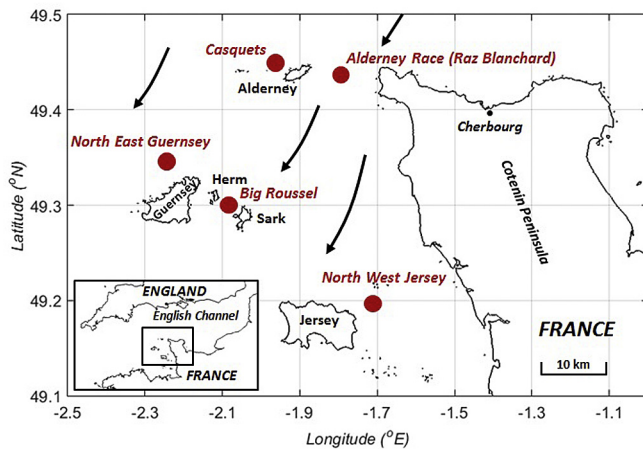 49.5
49.4
49.3
49.2
49.1
Latitude (°N)
Casquets
Alderney
Alderney Race (Raz Blanchard)
Cherbourg
North East Guernsey
Guernsey
Herm
Big Roussel
Sark
Cotenin Peninsula
North West Jersey
Jersey
ENGLAND
English Channel
FRANCE
FRANCE
10 km
-2.5
-2.3
-2.1
-1.9
-1.7
-1.5
-1.3
-1.1
Longitude (°E)